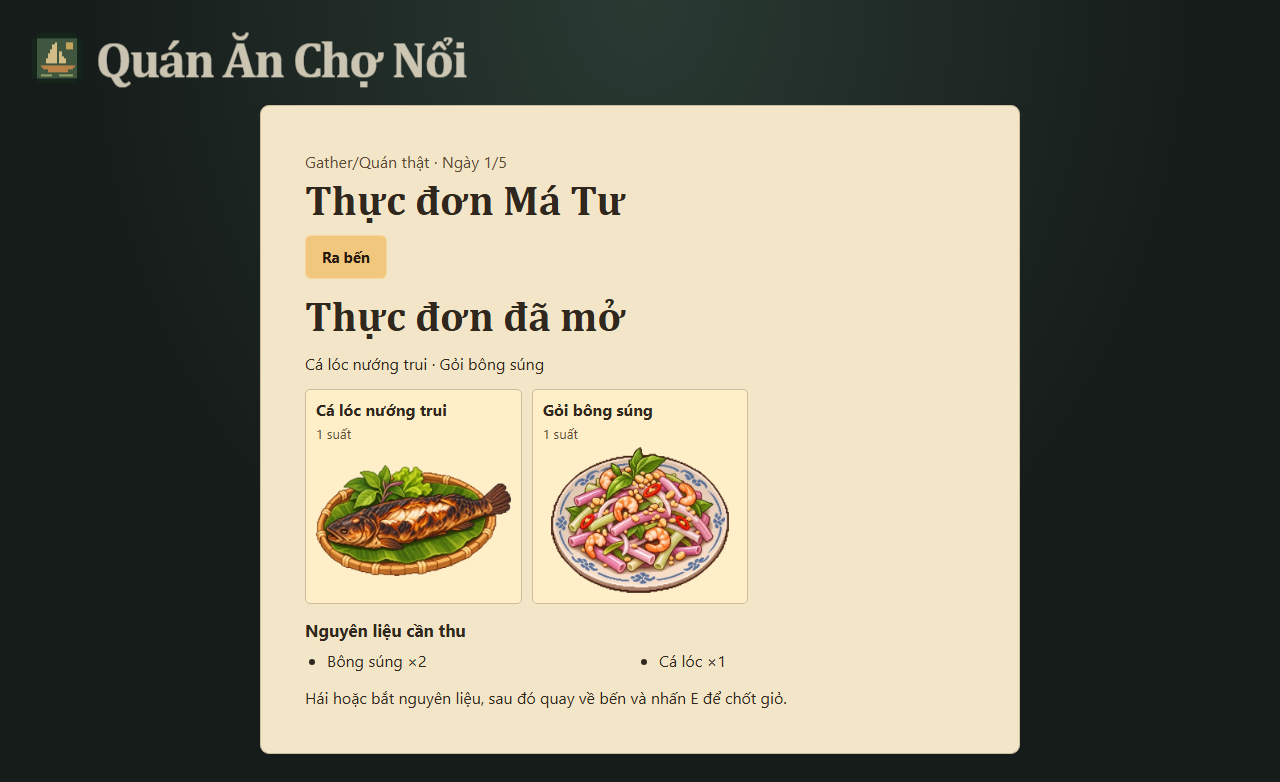 Quán Ăn Chợ Nổi
Gather/Quán thật · Ngày 1/5
Thực đơn Má Tư
Ra bến
Thực đơn đã mở
Cá lóc nướng trui · Gỏi bông súng
Cá lóc nướng trui
1 suất
Gỏi bông súng
1 suất
Nguyên liệu cần thu
• Bông súng ×2
• Cá lóc ×1
Hái hoặc bắt nguyên liệu, sau đó quay về bến và nhấn E để chốt giỏ.